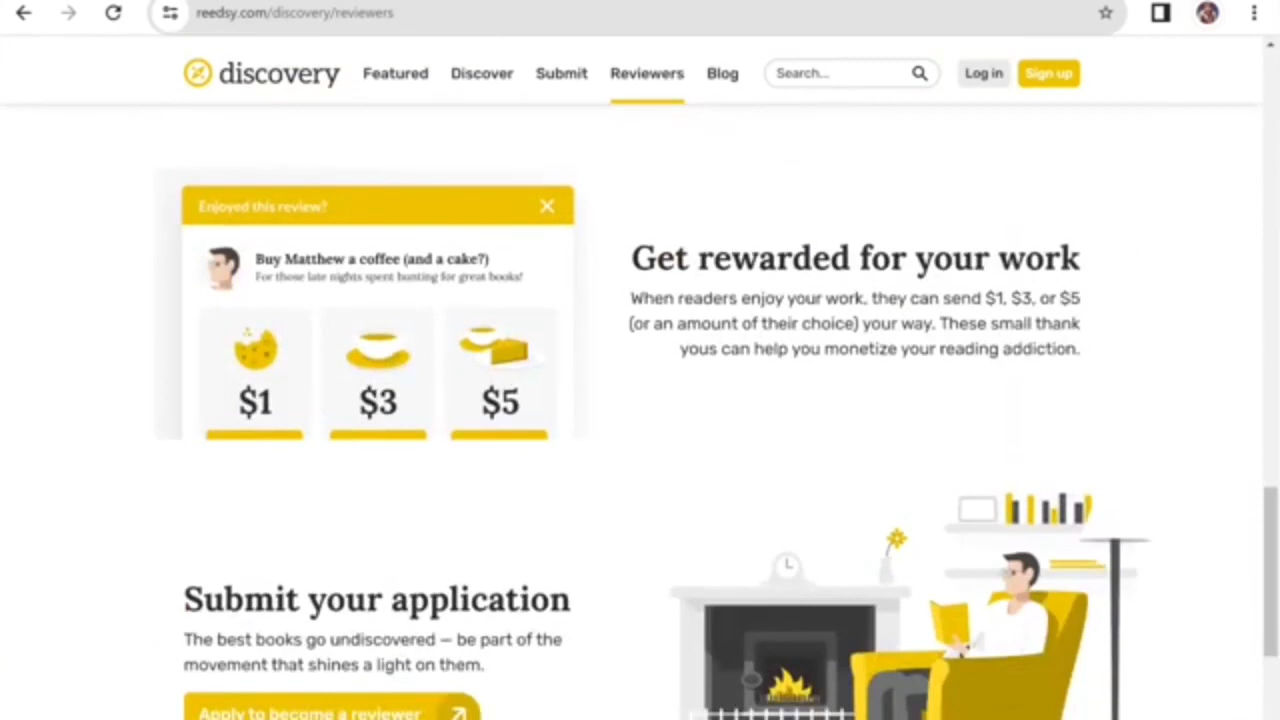 reedsy.com/discovery/reviewers
discovery Featured Discover Submit Reviewers Blog Search... Log in Sign up
Enjoyed this review?
Buy Matthew a coffee (and a cake?)
For those late nights spent hunting for great books!
$1 $3 $5
Get rewarded for your work
When readers enjoy your work, they can send $1, $3, or $5
(or an amount of their choice) your way. These small thank
yous can help you monetize your reading addiction.
Submit your application
The best books go undiscovered — be part of the
movement that shines a light on them.
Apply to become a reviewer